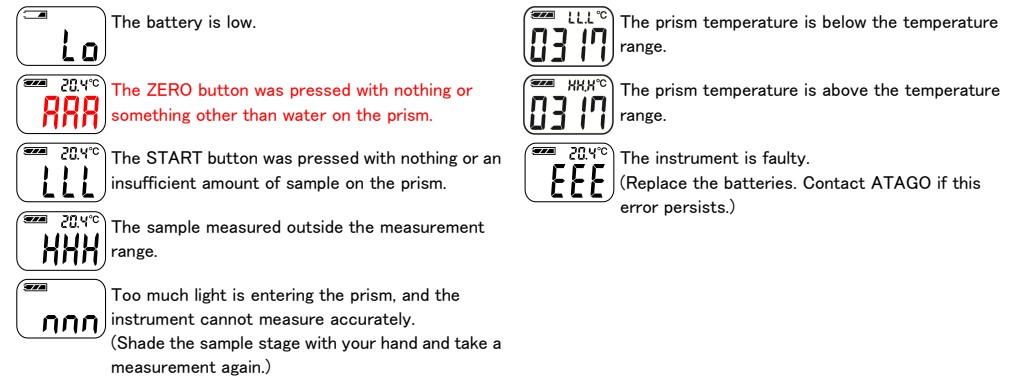 The battery is low.
Lo
20.4°C
The ZERO button was pressed with nothing or
AAA
something other than water on the prism.
20.4°C
The START button was pressed with nothing or an
LLL
insufficient amount of sample on the prism.
20.4°C
The sample measured outside the measurement
HHH
range.
Too much light is entering the prism, and the
nnn
instrument cannot measure accurately.
(Shade the sample stage with your hand and take a
measurement again.)
LL.L°C
The prism temperature is below the temperature
0317
range.
HH.H°C
The prism temperature is above the temperature
0317
range.
20.4°C
The instrument is faulty.
EEE
(Replace the batteries. Contact ATAGO if this
error persists.)